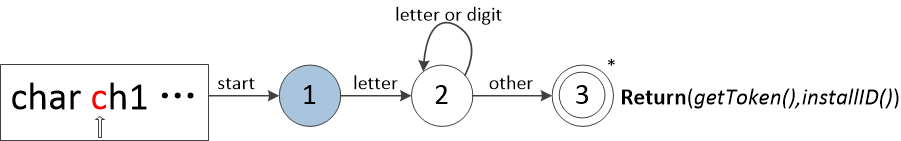 letter or digit
char ch1 ··· start 1 letter 2 other 3 * Return(getToken(),installID())